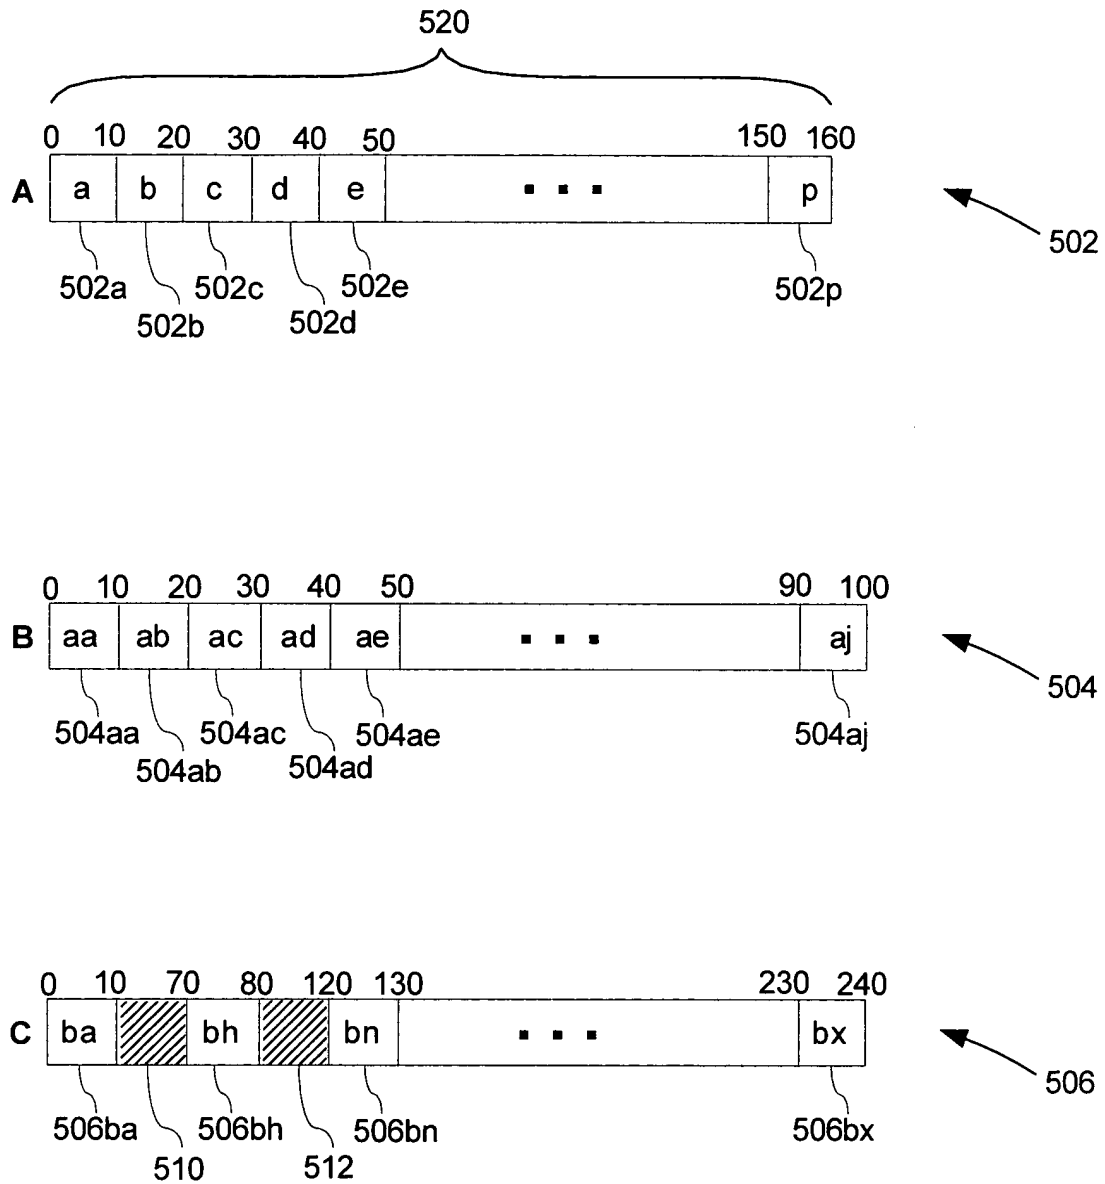 520
0 10 20 30 40 50 150 160
A a b c d e p
502
502a 502c 502e 502p
502b 502d
0 10 20 30 40 50 90 100
B aa ab ac ad ae aj
504
504aa 504ac 504ae 504aj
504ab 504ad
0 10 70 80 120 130 230 240
C ba bh bn bx
506
506ba 506bh 506bn 506bx
510 512